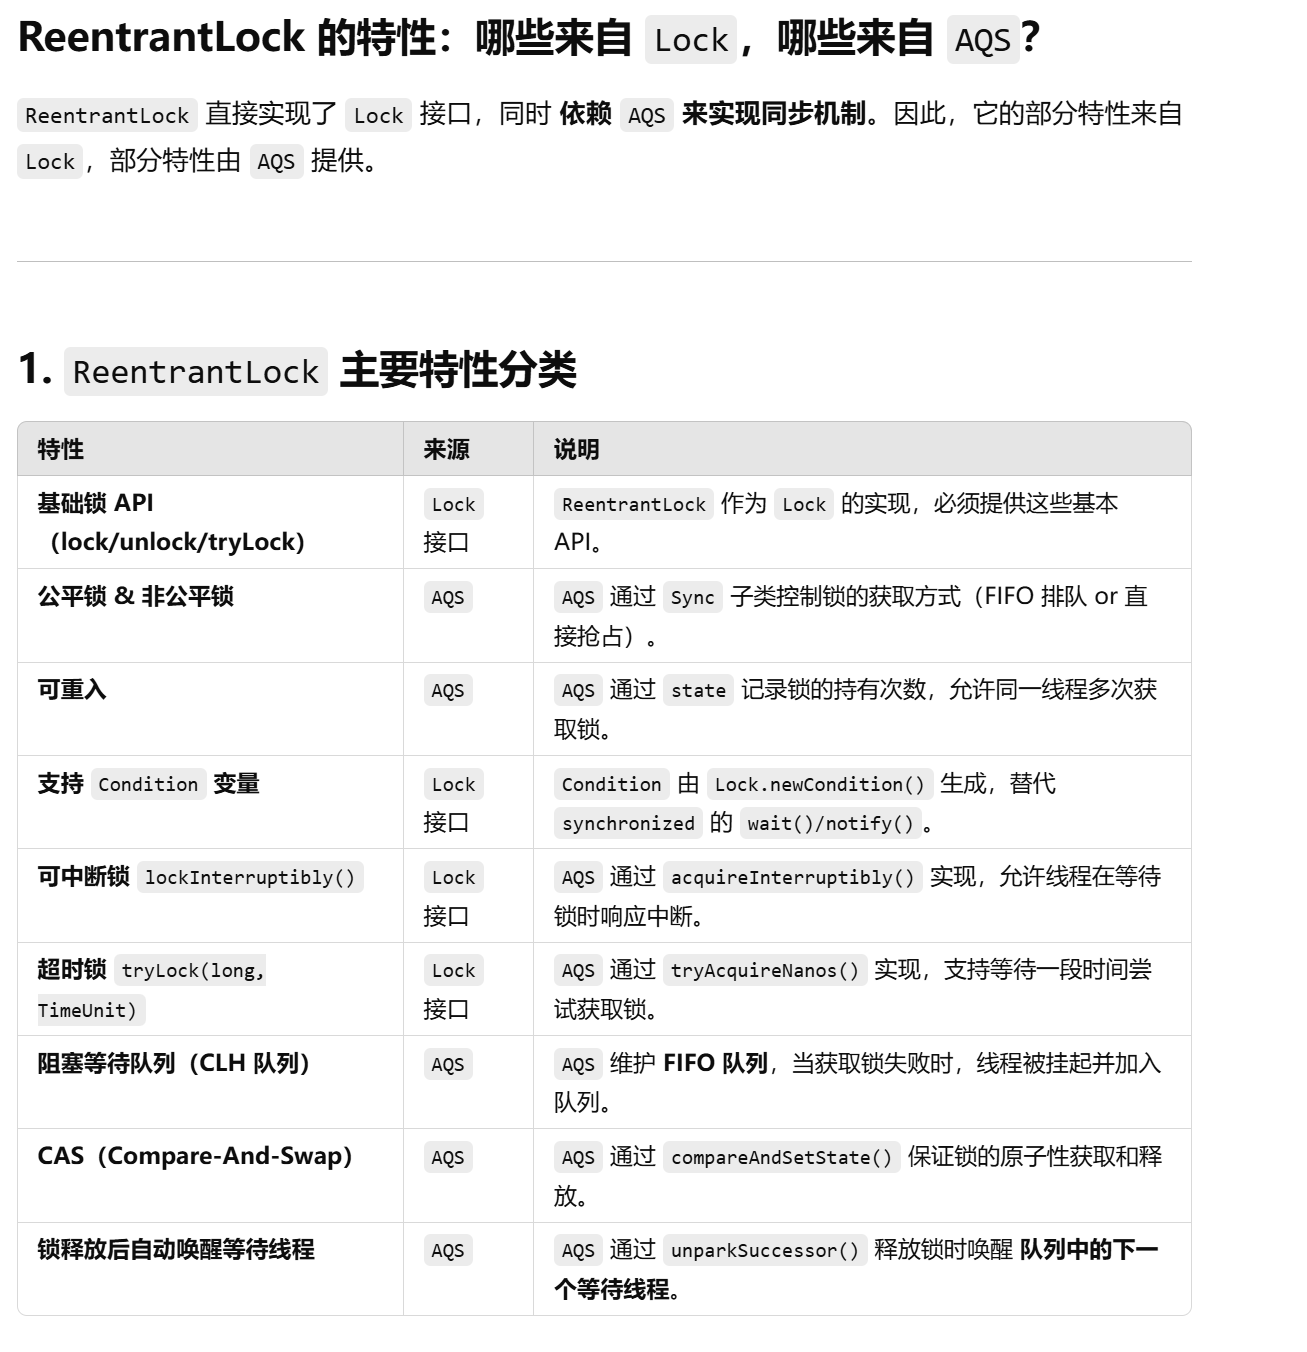 ReentrantLock 的特性：哪些来自 Lock，哪些来自 AQS？
ReentrantLock 直接实现了 Lock 接口，同时 依赖 AQS 来实现同步机制。因此，它的部分特性来自
Lock，部分特性由 AQS 提供。
1. ReentrantLock 主要特性分类
特性 来源 说明
基础锁 API Lock ReentrantLock 作为 Lock 的实现，必须提供这些基本
（lock/unlock/tryLock） 接口 API。
公平锁 & 非公平锁 AQS AQS 通过 Sync 子类控制锁的获取方式（FIFO 排队 or 直
接抢占）。
可重入 AQS AQS 通过 state 记录锁的持有次数，允许同一线程多次获
取锁。
支持 Condition 变量 Lock Condition 由 Lock.newCondition() 生成，替代
接口 synchronized 的 wait()/notify()。
可中断锁 lockInterruptibly() Lock AQS 通过 acquireInterruptibly() 实现，允许线程在等待
接口 锁时响应中断。
超时锁 tryLock(long, Lock AQS 通过 tryAcquireNanos() 实现，支持等待一段时间尝
TimeUnit) 接口 试获取锁。
阻塞等待队列（CLH 队列） AQS AQS 维护 FIFO 队列，当获取锁失败时，线程被挂起并加入
队列。
CAS（Compare-And-Swap） AQS AQS 通过 compareAndSetState() 保证锁的原子性获取和释
放。
锁释放后自动唤醒等待线程 AQS AQS 通过 unparkSuccessor() 释放锁时唤醒 队列中的下一
个等待线程。